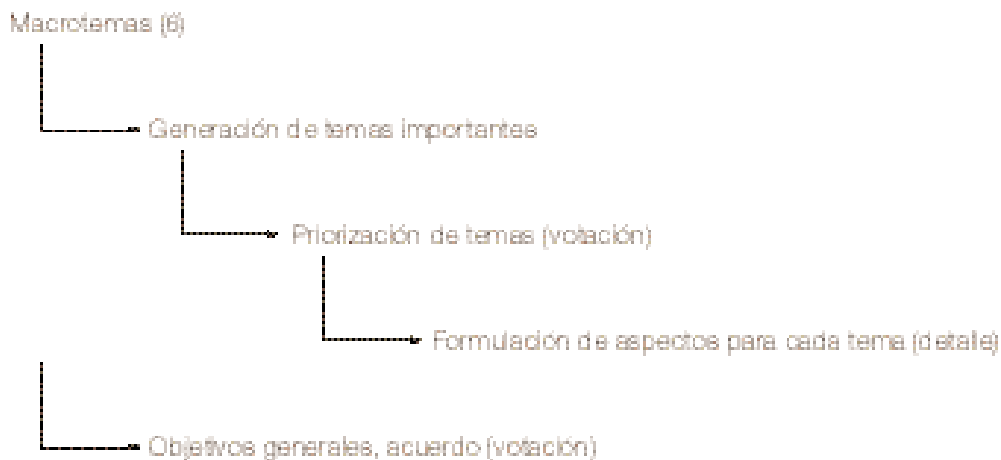 Macrotemas (6)
Generación de temas importantes
Priorización de temas (votación)
Formulación de aspectos para cada tema (detalle)
Objetivos generales, acuerdo (votación)